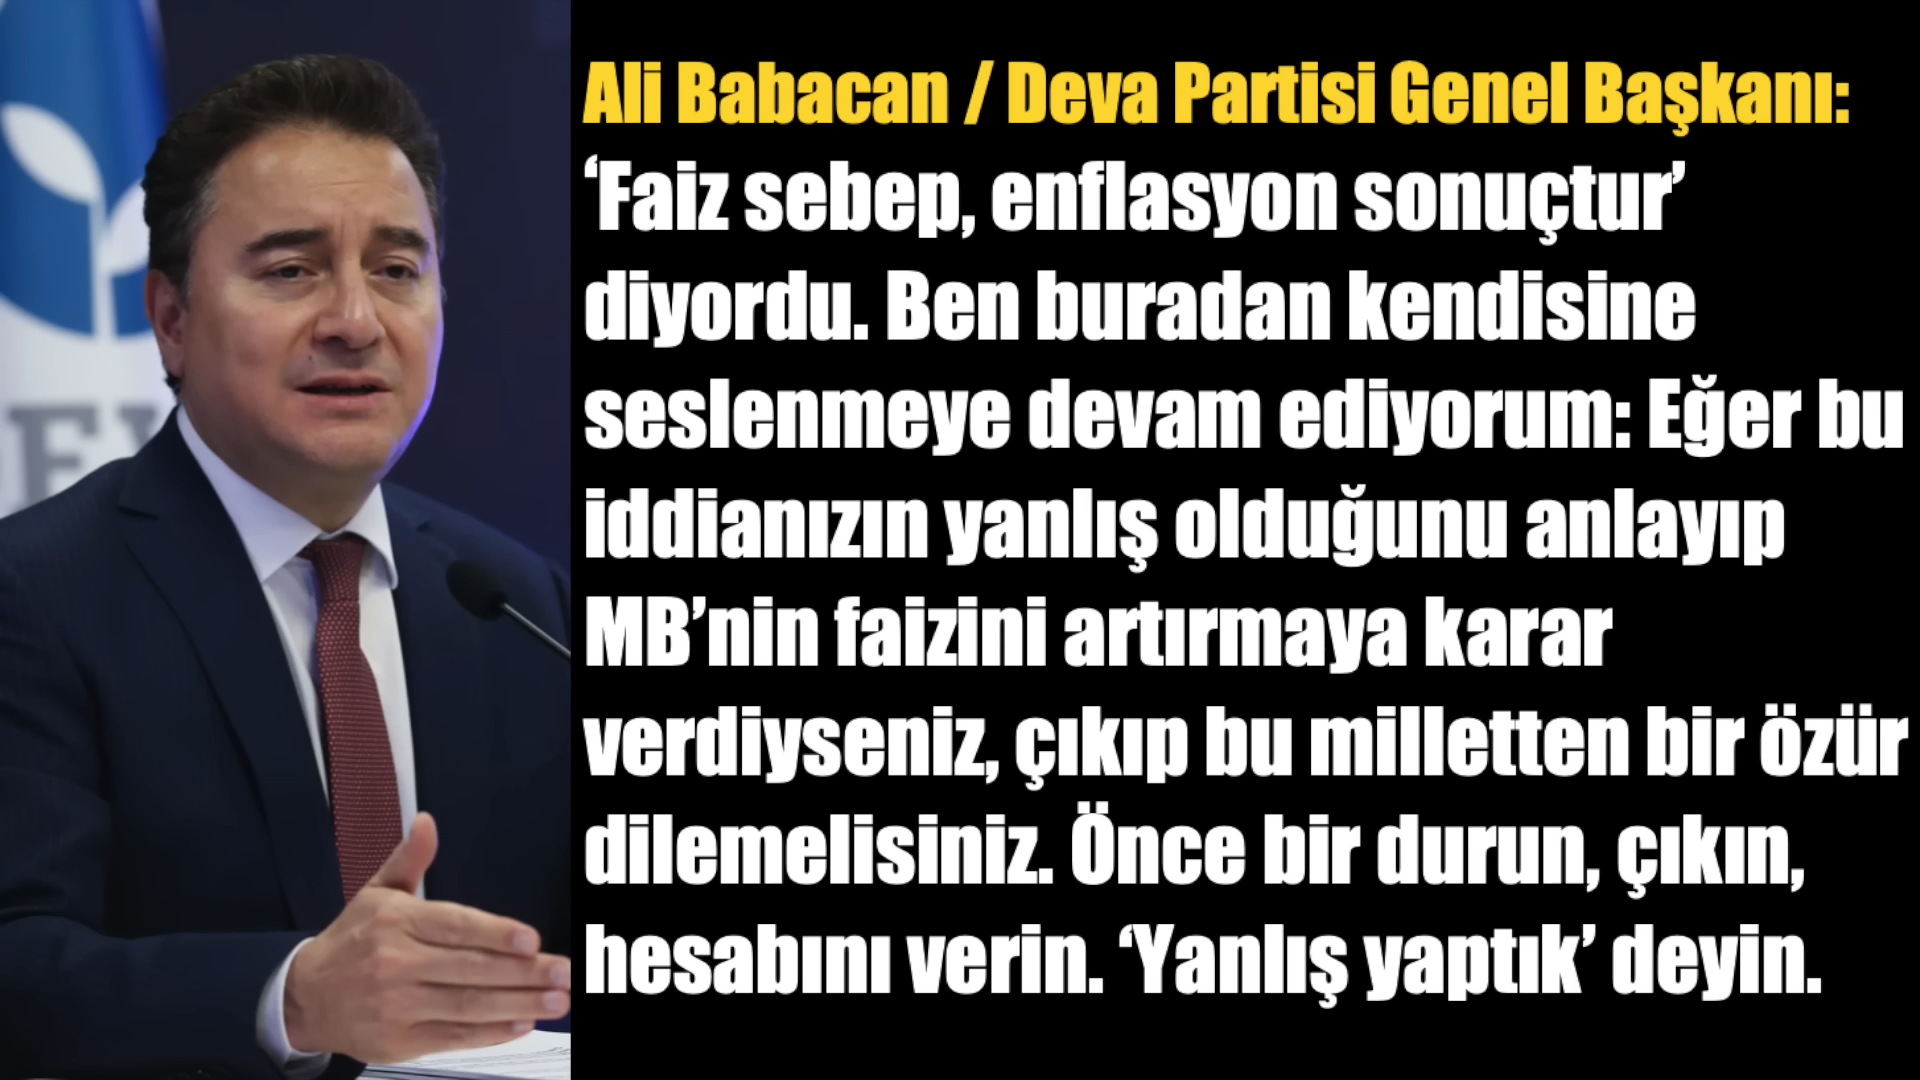 Ali Babacan / Deva Partisi Genel Başkanı:
‘Faiz sebep, enflasyon sonuçtur’
diyordu. Ben buradan kendisine
seslenmeye devam ediyorum: Eğer bu
iddianızın yanlış olduğunu anlayıp
MB’nin faizini artırmaya karar
verdiyseniz, çıkıp bu milletten bir özür
dilemelisiniz. Önce bir durun, çıkın,
hesabını verin. ‘Yanlış yaptık’ deyin.